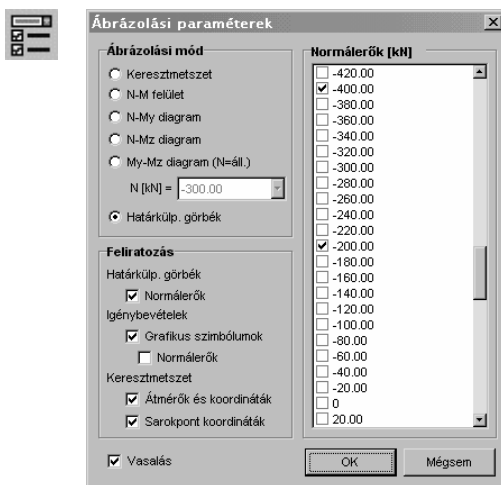 Ábrázolási paraméterek
Ábrázolási mód
Keresztmetszet
N-M felület
N-My diagram
N-Mz diagram
My-Mz diagram (N=áll.)
N [kN] = -300.00
Határkülp. görbék
Feliratozás
Határkülp. görbék
Normálerők
Igénybevételek
Grafikus szimbólumok
Normálerők
Keresztmetszet
Átmérők és koordináták
Sarokpont koordináták
Vasalás
Normálerők [kN]
-420.00
-400.00
-380.00
-360.00
-340.00
-320.00
-300.00
-280.00
-260.00
-240.00
-220.00
-200.00
-180.00
-160.00
-140.00
-120.00
-100.00
-80.00
-60.00
-40.00
-20.00
0
20.00
OK
Mégsem